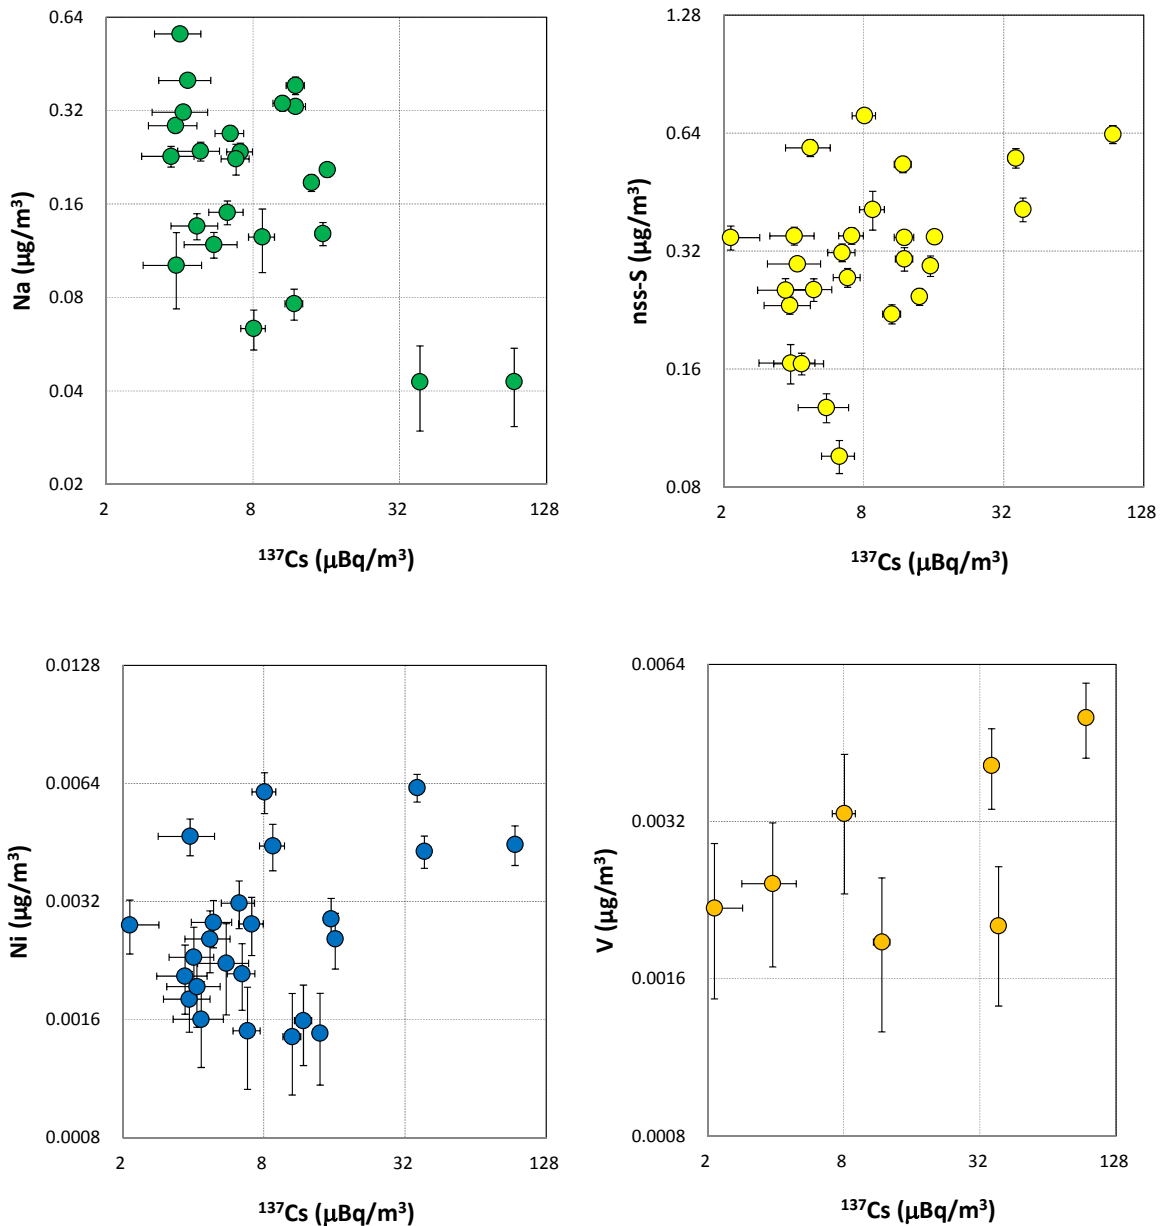 0.64
0.32
0.16
0.08
0.04
0.02
Na (µg/m³)
2 8 32 128
¹³⁷Cs (µBq/m³)
1.28
0.64
0.32
0.16
0.08
nss-S (µg/m³)
2 8 32 128
¹³⁷Cs (µBq/m³)
0.0128
0.0064
0.0032
0.0016
0.0008
Ni (µg/m³)
2 8 32 128
¹³⁷Cs (µBq/m³)
0.0064
0.0032
0.0016
0.0008
V (µg/m³)
2 8 32 128
¹³⁷Cs (µBq/m³)